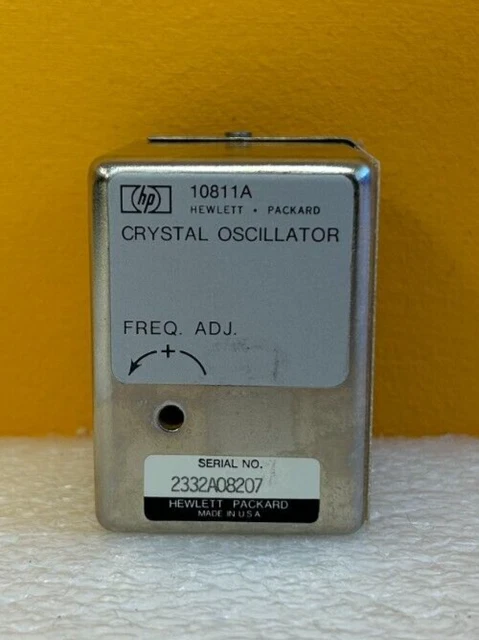 hp 10811A
HEWLETT • PACKARD
CRYSTAL OSCILLATOR
FREQ. ADJ.
+
SERIAL NO.
2332A08207
HEWLETT PACKARD
MADE IN U.S.A